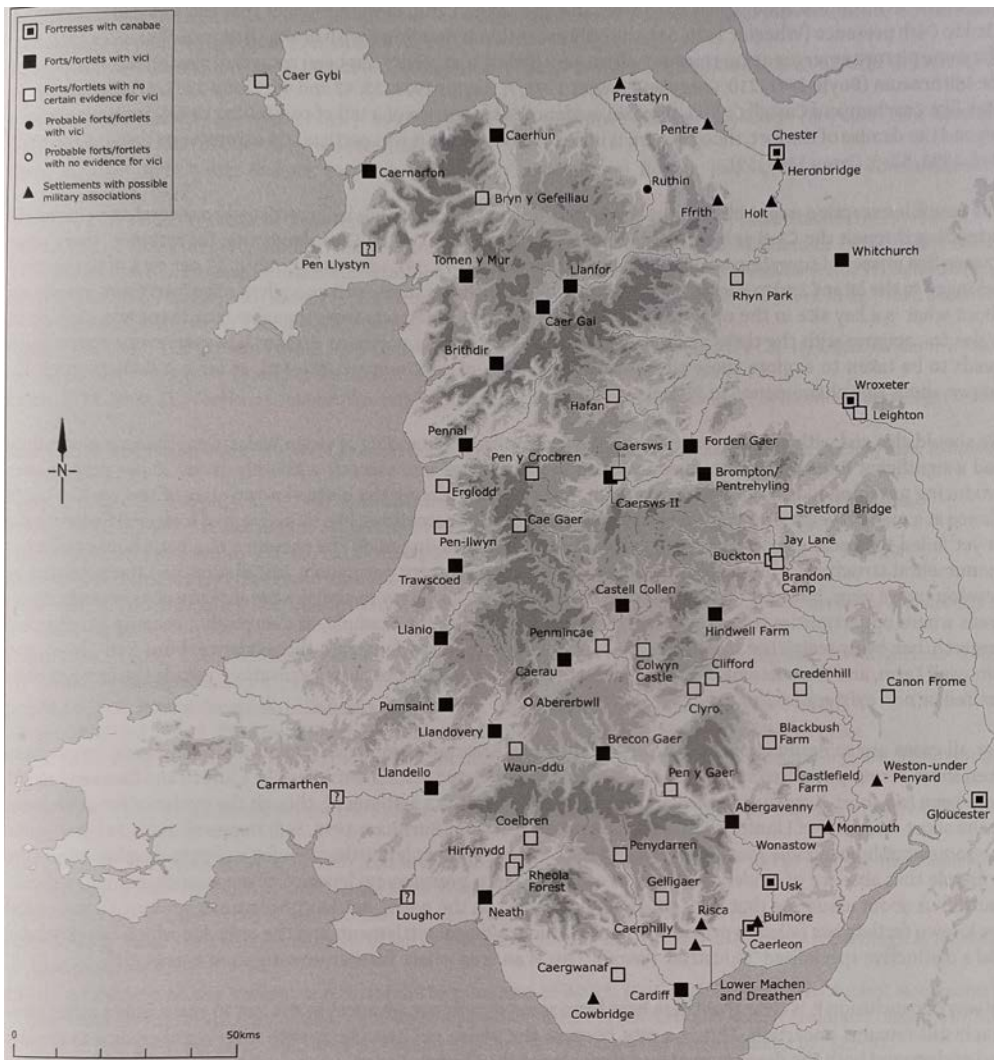 Fortresses with canabae
Forts/fortlets with vici
Forts/fortlets with no
certain evidence for vici
Probable forts/fortlets
with vici
Probable forts/fortlets
with no evidence for vici
Settlements with possible
military associations
Caer Gybi
Prestatyn
Pentre
Caerhun
Chester
Caernarfon
Heronbridge
Ruthin
Bryn y Gefeiliau
Ffrith
Holt
?
Pen Llystyn
Tomen y Mur
Llanfor
Whitchurch
Rhyn Park
Caer Gai
Brithdir
Hafan
Wroxeter
Leighton
Pennal
Caersws I
Forden Gaer
Pen y Crocbren
Brompton/
Pentrehyling
Erglodd
Caersws II
-N-
Stretford Bridge
Cae Gaer
Pen-llwyn
Jay Lane
Buckton
Brandon
Camp
Trawscoed
Castell Collen
Hindwell Farm
Llanio
Penmincae
Colwyn
Castle
Clifford
Caerau
Credenhill
Canon Frome
Clyro
Pumsaint
Abererbwll
Llandovery
Blackbush
Farm
Brecon Gaer
Waun-ddu
Pen y Gaer
Castlefield
Farm
Weston-under
- Penyard
Carmarthen
?
Llandeilo
Gloucester
Abergavenny
Monmouth
Coelbren
Wonastow
Hirfynydd
Penydarren
Rheola
Forest
Usk
Gelligaer
?
Loughor
Neath
Risca
Bulmore
Caerphilly
Caerleon
Caergwanaf
Lower Machen
and Dreathen
Cardiff
Cowbridge
0
50kms